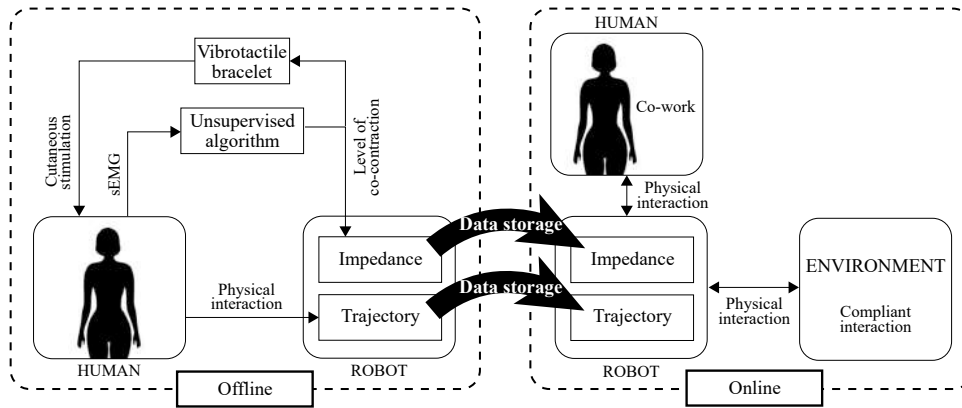 Vibrotactile
bracelet
Unsupervised
algorithm
Cutaneous
stimulation
sEMG
Level of
co-contraction
HUMAN
Physical
interaction
Impedance
Trajectory
ROBOT
Offline
Data storage
Data storage
HUMAN
Co-work
Physical
interaction
Impedance
Trajectory
ROBOT
Physical
interaction
ENVIRONMENT
Compliant
interaction
Online